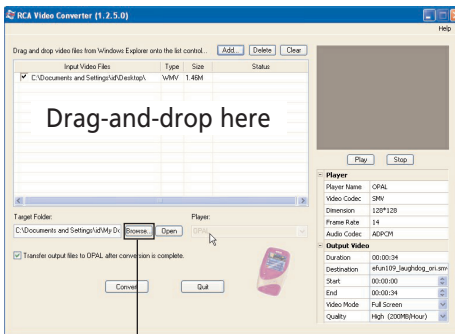 RCA Video Converter (1.2.5.0)
Help
Drag and drop video files from Windows Explorer onto the list control...
Add...
Delete
Clear
Input Video Files Type Size Status
C:\Documents and Settings\id\Desktop\ WMV 1.46M
Drag-and-drop here
Target Folder:
Player:
C:\Documents and Settings\id\My Do
Browse...
Open
OPAL
Transfer output files to OPAL after conversion is complete.
Convert
Quit
Play
Stop
Player
Player Name OPAL
Video Codec SMV
Dimension 128*128
Frame Rate 14
Audio Codec ADPCM
Output Video
Duration 00:00:34
Destination efun109_laughdog_ori.smv
Start 00:00:00
End 00:00:34
Video Mode Full Screen
Quality High (200MB/Hour)